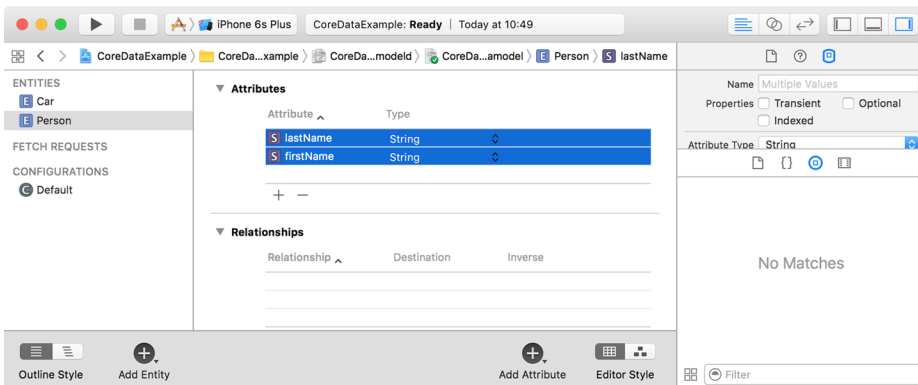 iPhone 6s Plus
CoreDataExample: Ready | Today at 10:49
CoreDataExample
CoreDa...xample
CoreDa...modeld
CoreDa...amodel
E Person
S lastName
ENTITIES
E Car
E Person
FETCH REQUESTS
CONFIGURATIONS
C Default
Attributes
Attribute Type
S lastName String
S firstName String
+ −
Relationships
Relationship Destination Inverse
Outline Style
Add Entity
Add Attribute
Editor Style
Name Multiple Values
Properties Transient Optional
Indexed
Attribute Type String
{}
No Matches
Filter